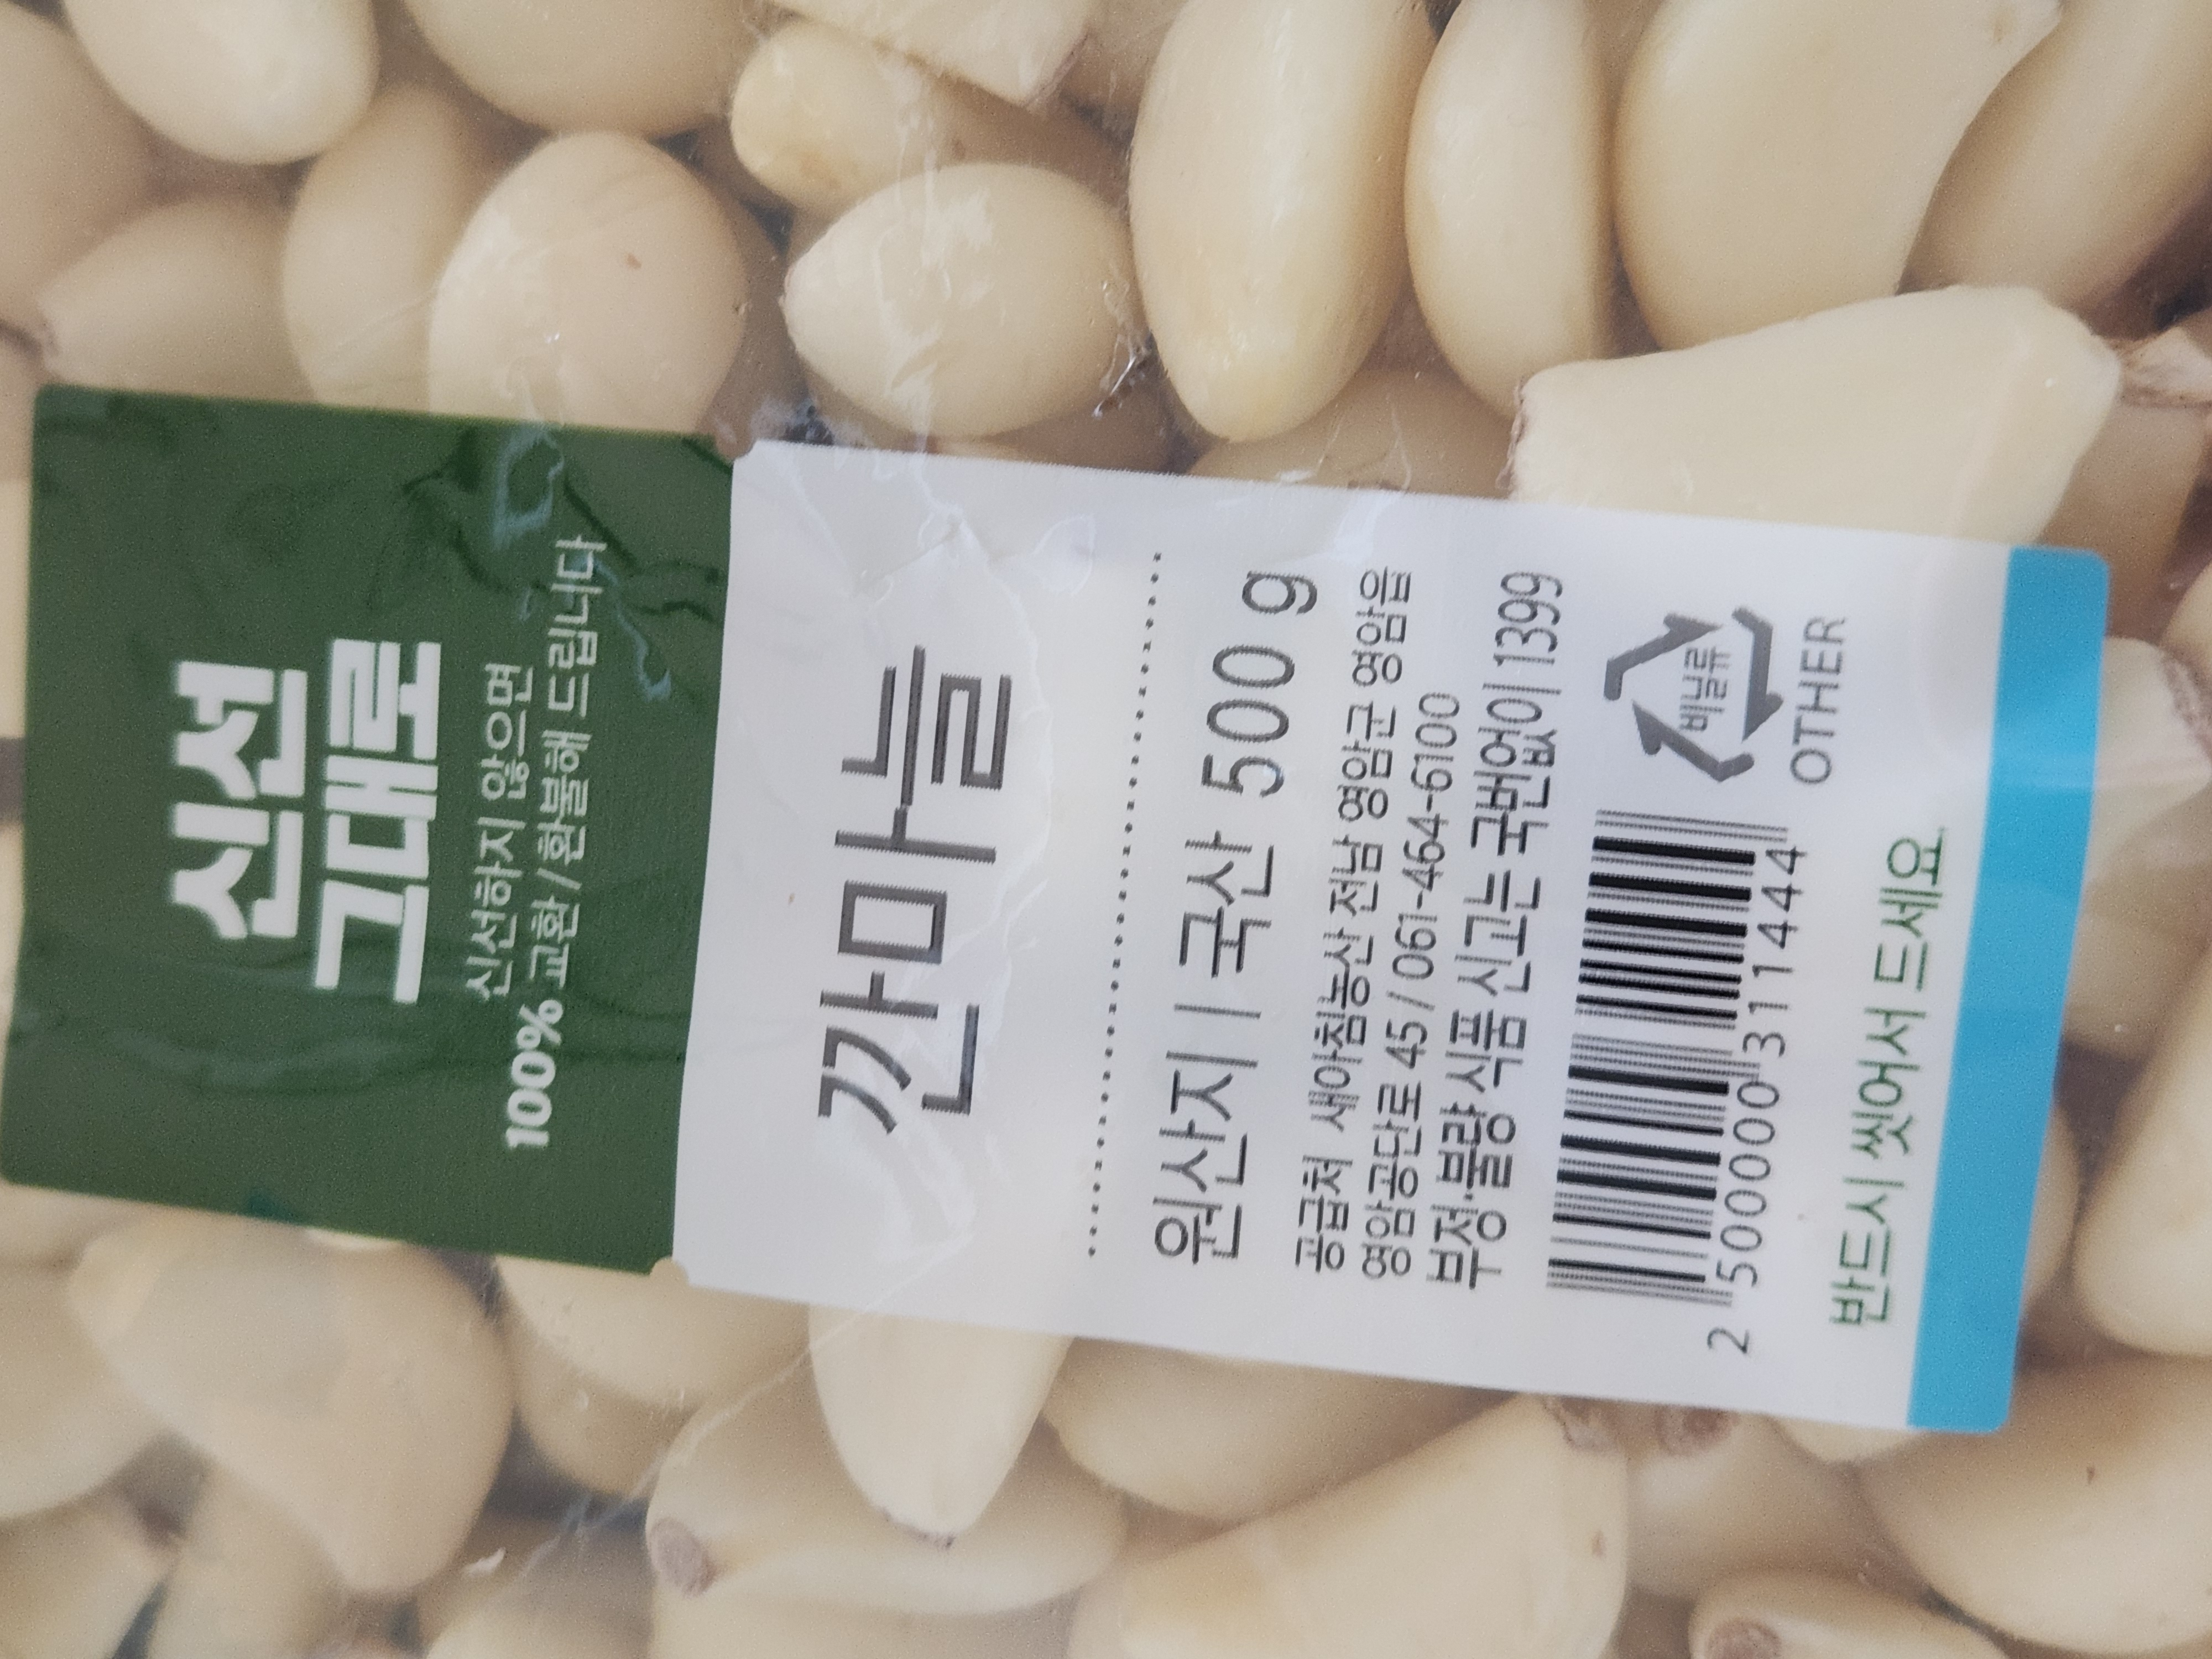 신선
그대로
신선하지 않으면
100% 교환 / 환불해 드립니다
깐마늘
원산지 | 국산 500 g
공급처 새아침농산 전남 영암군 영암읍
영암공단로 45 / 061-464-6100
부정·불량 식품 신고는 국번없이 1399
비닐류
OTHER
2 500000 311444
반드시 씻어서 드세요